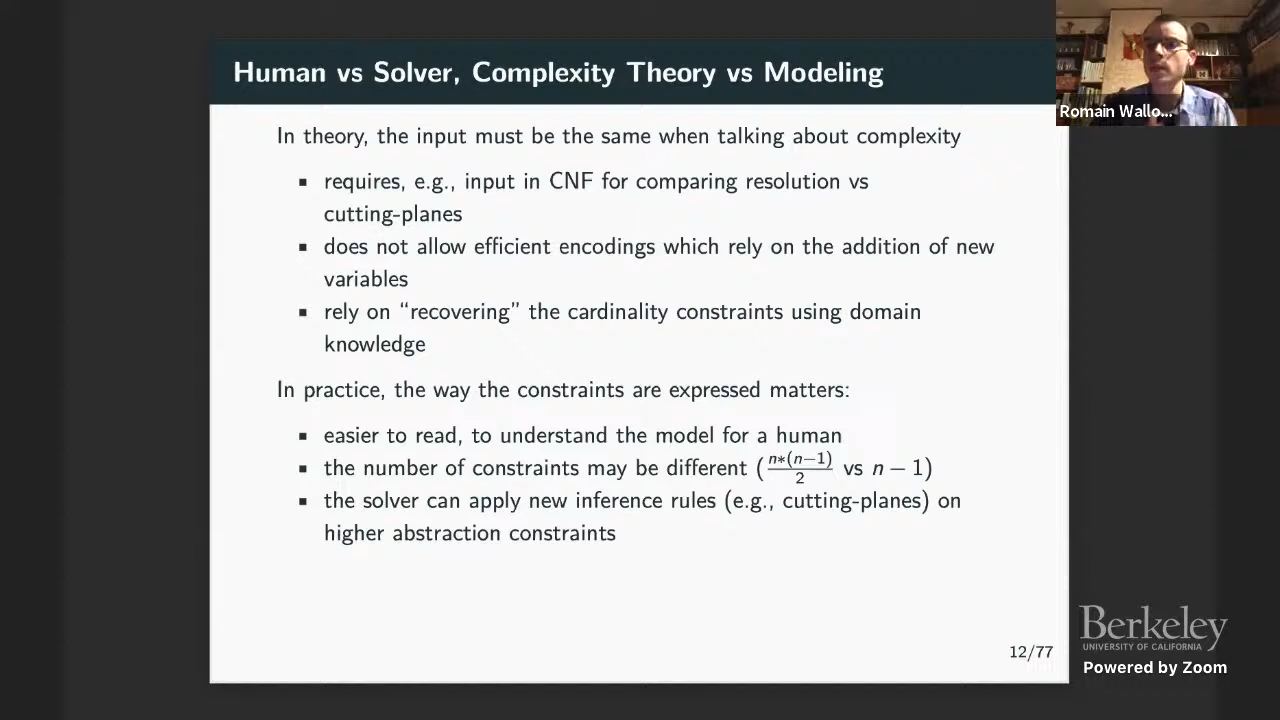 Human vs Solver, Complexity Theory vs Modeling
Romain Wallo...
In theory, the input must be the same when talking about complexity
▪ requires, e.g., input in CNF for comparing resolution vs
cutting-planes
▪ does not allow efficient encodings which rely on the addition of new
variables
▪ rely on “recovering” the cardinality constraints using domain
knowledge
In practice, the way the constraints are expressed matters:
▪ easier to read, to understand the model for a human
▪ the number of constraints may be different (n*(n−1)/2 vs n − 1)
▪ the solver can apply new inference rules (e.g., cutting-planes) on
higher abstraction constraints
12/77
Berkeley
UNIVERSITY OF CALIFORNIA
Powered by Zoom